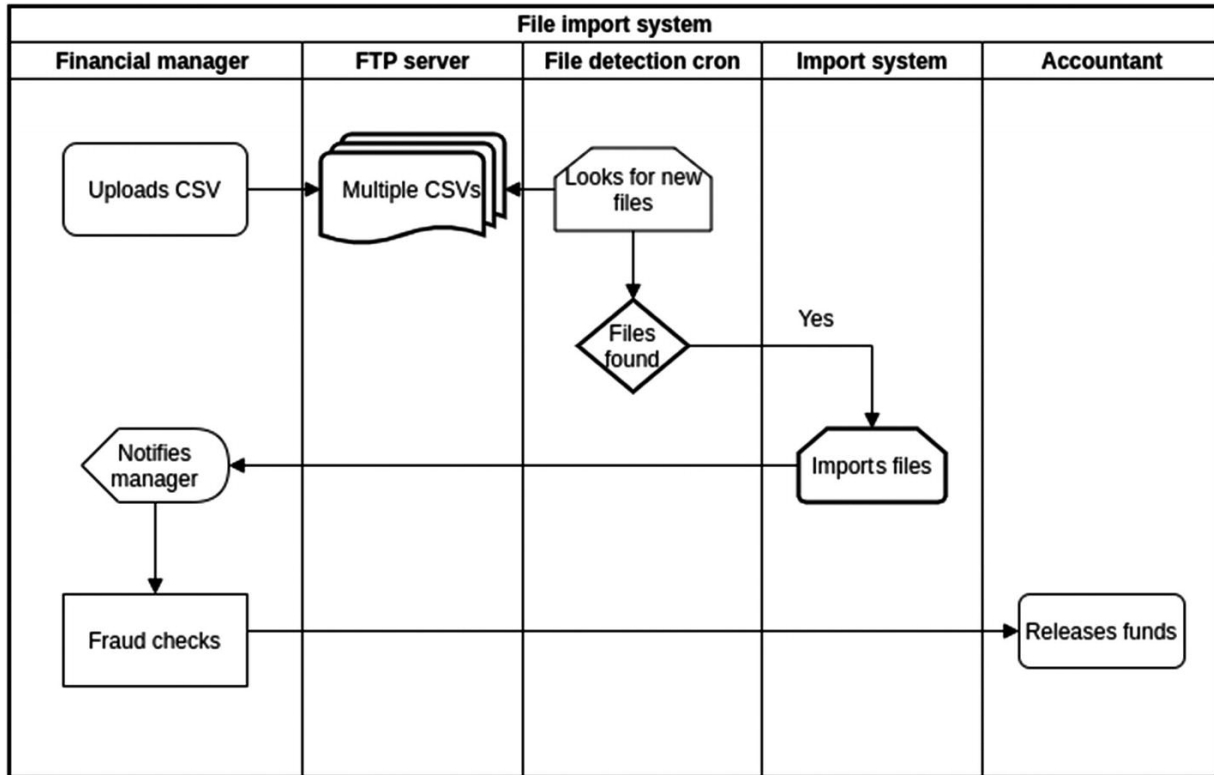 File import system
Financial manager
FTP server
File detection cron
Import system
Accountant
Uploads CSV
Multiple CSVs
Looks for new
files
Files
found
Yes
Notifies
manager
Imports files
Fraud checks
Releases funds